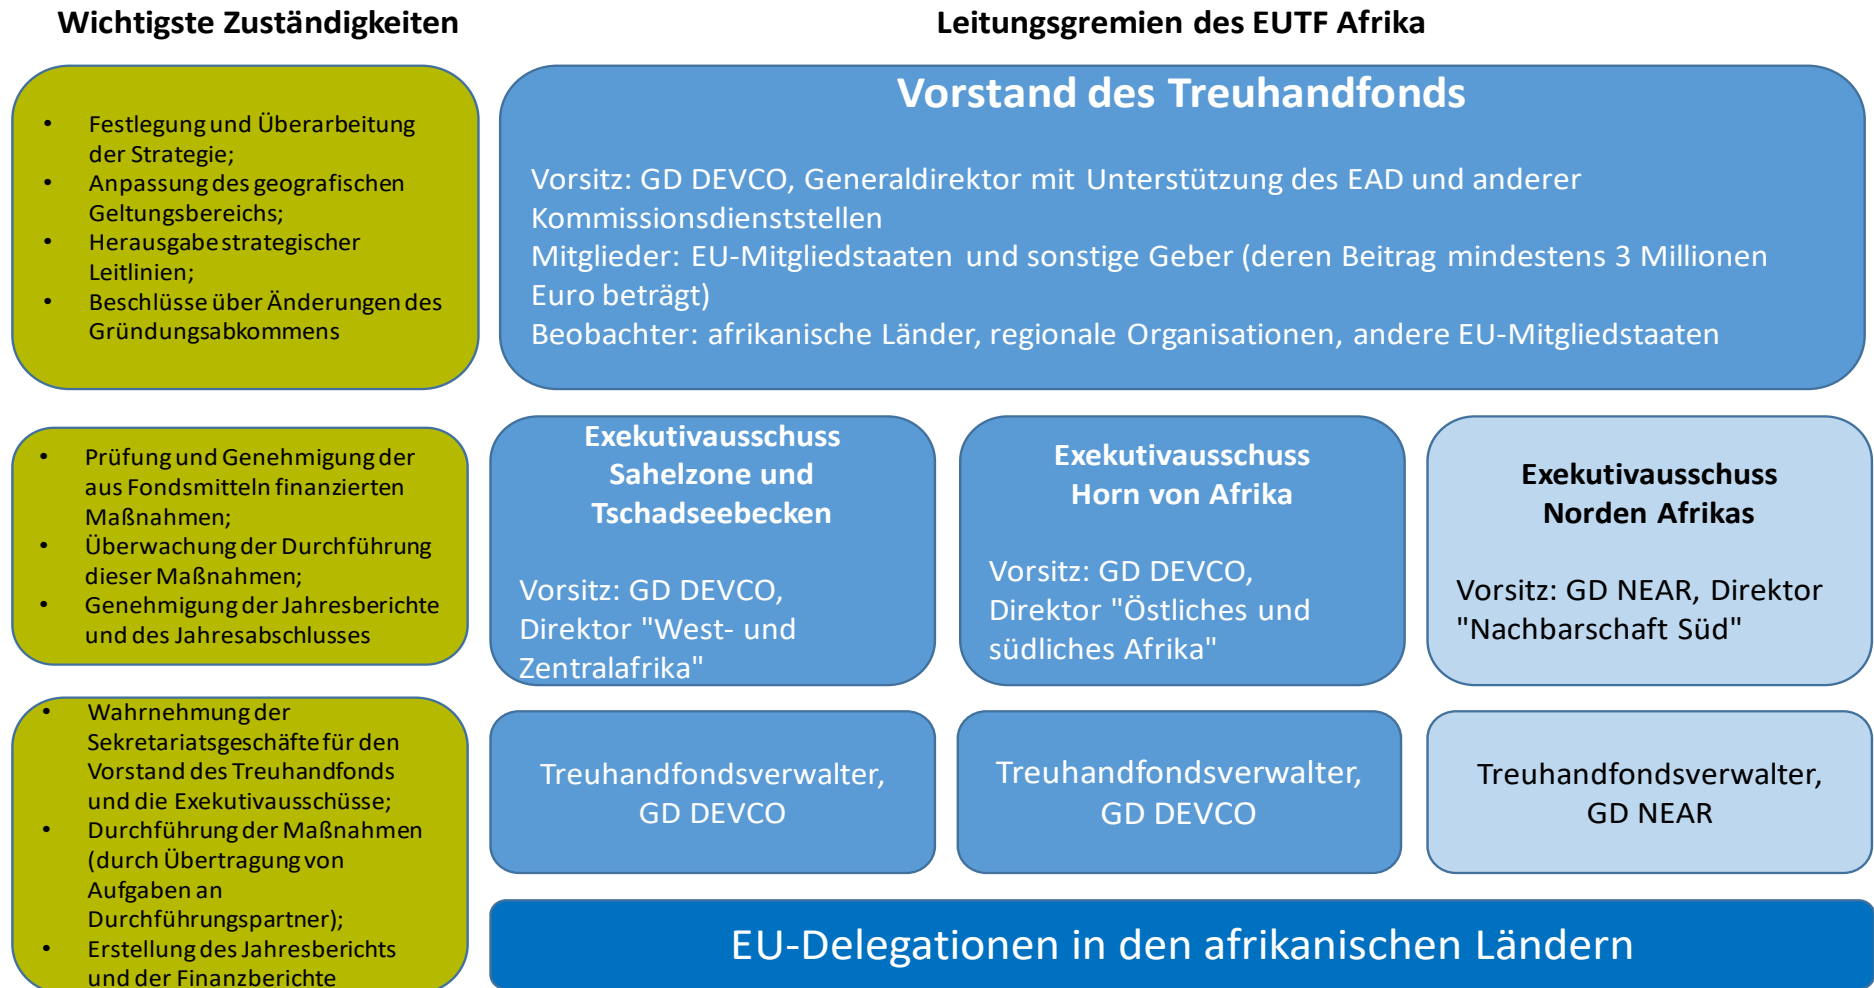 Wichtigste Zuständigkeiten
Leitungsgremien des EUTF Afrika
• Festlegung und Überarbeitung
der Strategie;
• Anpassung des geografischen
Geltungsbereichs;
• Herausgabe strategischer
Leitlinien;
• Beschlüsse über Änderungen des
Gründungsabkommens
Vorstand des Treuhandfonds
Vorsitz: GD DEVCO, Generaldirektor mit Unterstützung des EAD und anderer
Kommissionsdienststellen
Mitglieder: EU-Mitgliedstaaten und sonstige Geber (deren Beitrag mindestens 3 Millionen
Euro beträgt)
Beobachter: afrikanische Länder, regionale Organisationen, andere EU-Mitgliedstaaten
• Prüfung und Genehmigung der
aus Fondsmitteln finanzierten
Maßnahmen;
• Überwachung der Durchführung
dieser Maßnahmen;
• Genehmigung der Jahresberichte
und des Jahresabschlusses
Exekutivausschuss
Sahelzone und
Tschadseebecken
Vorsitz: GD DEVCO,
Direktor "West- und
Zentralafrika"
Exekutivausschuss
Horn von Afrika
Vorsitz: GD DEVCO,
Direktor "Östliches und
südliches Afrika"
Exekutivausschuss
Norden Afrikas
Vorsitz: GD NEAR, Direktor
"Nachbarschaft Süd"
• Wahrnehmung der
Sekretariatsgeschäfte für den
Vorstand des Treuhandfonds
und die Exekutivausschüsse;
• Durchführung der Maßnahmen
(durch Übertragung von
Aufgaben an
Durchführungspartner);
• Erstellung des Jahresberichts
und der Finanzberichte
Treuhandfondsverwalter,
GD DEVCO
Treuhandfondsverwalter,
GD DEVCO
Treuhandfondsverwalter,
GD NEAR
EU-Delegationen in den afrikanischen Ländern